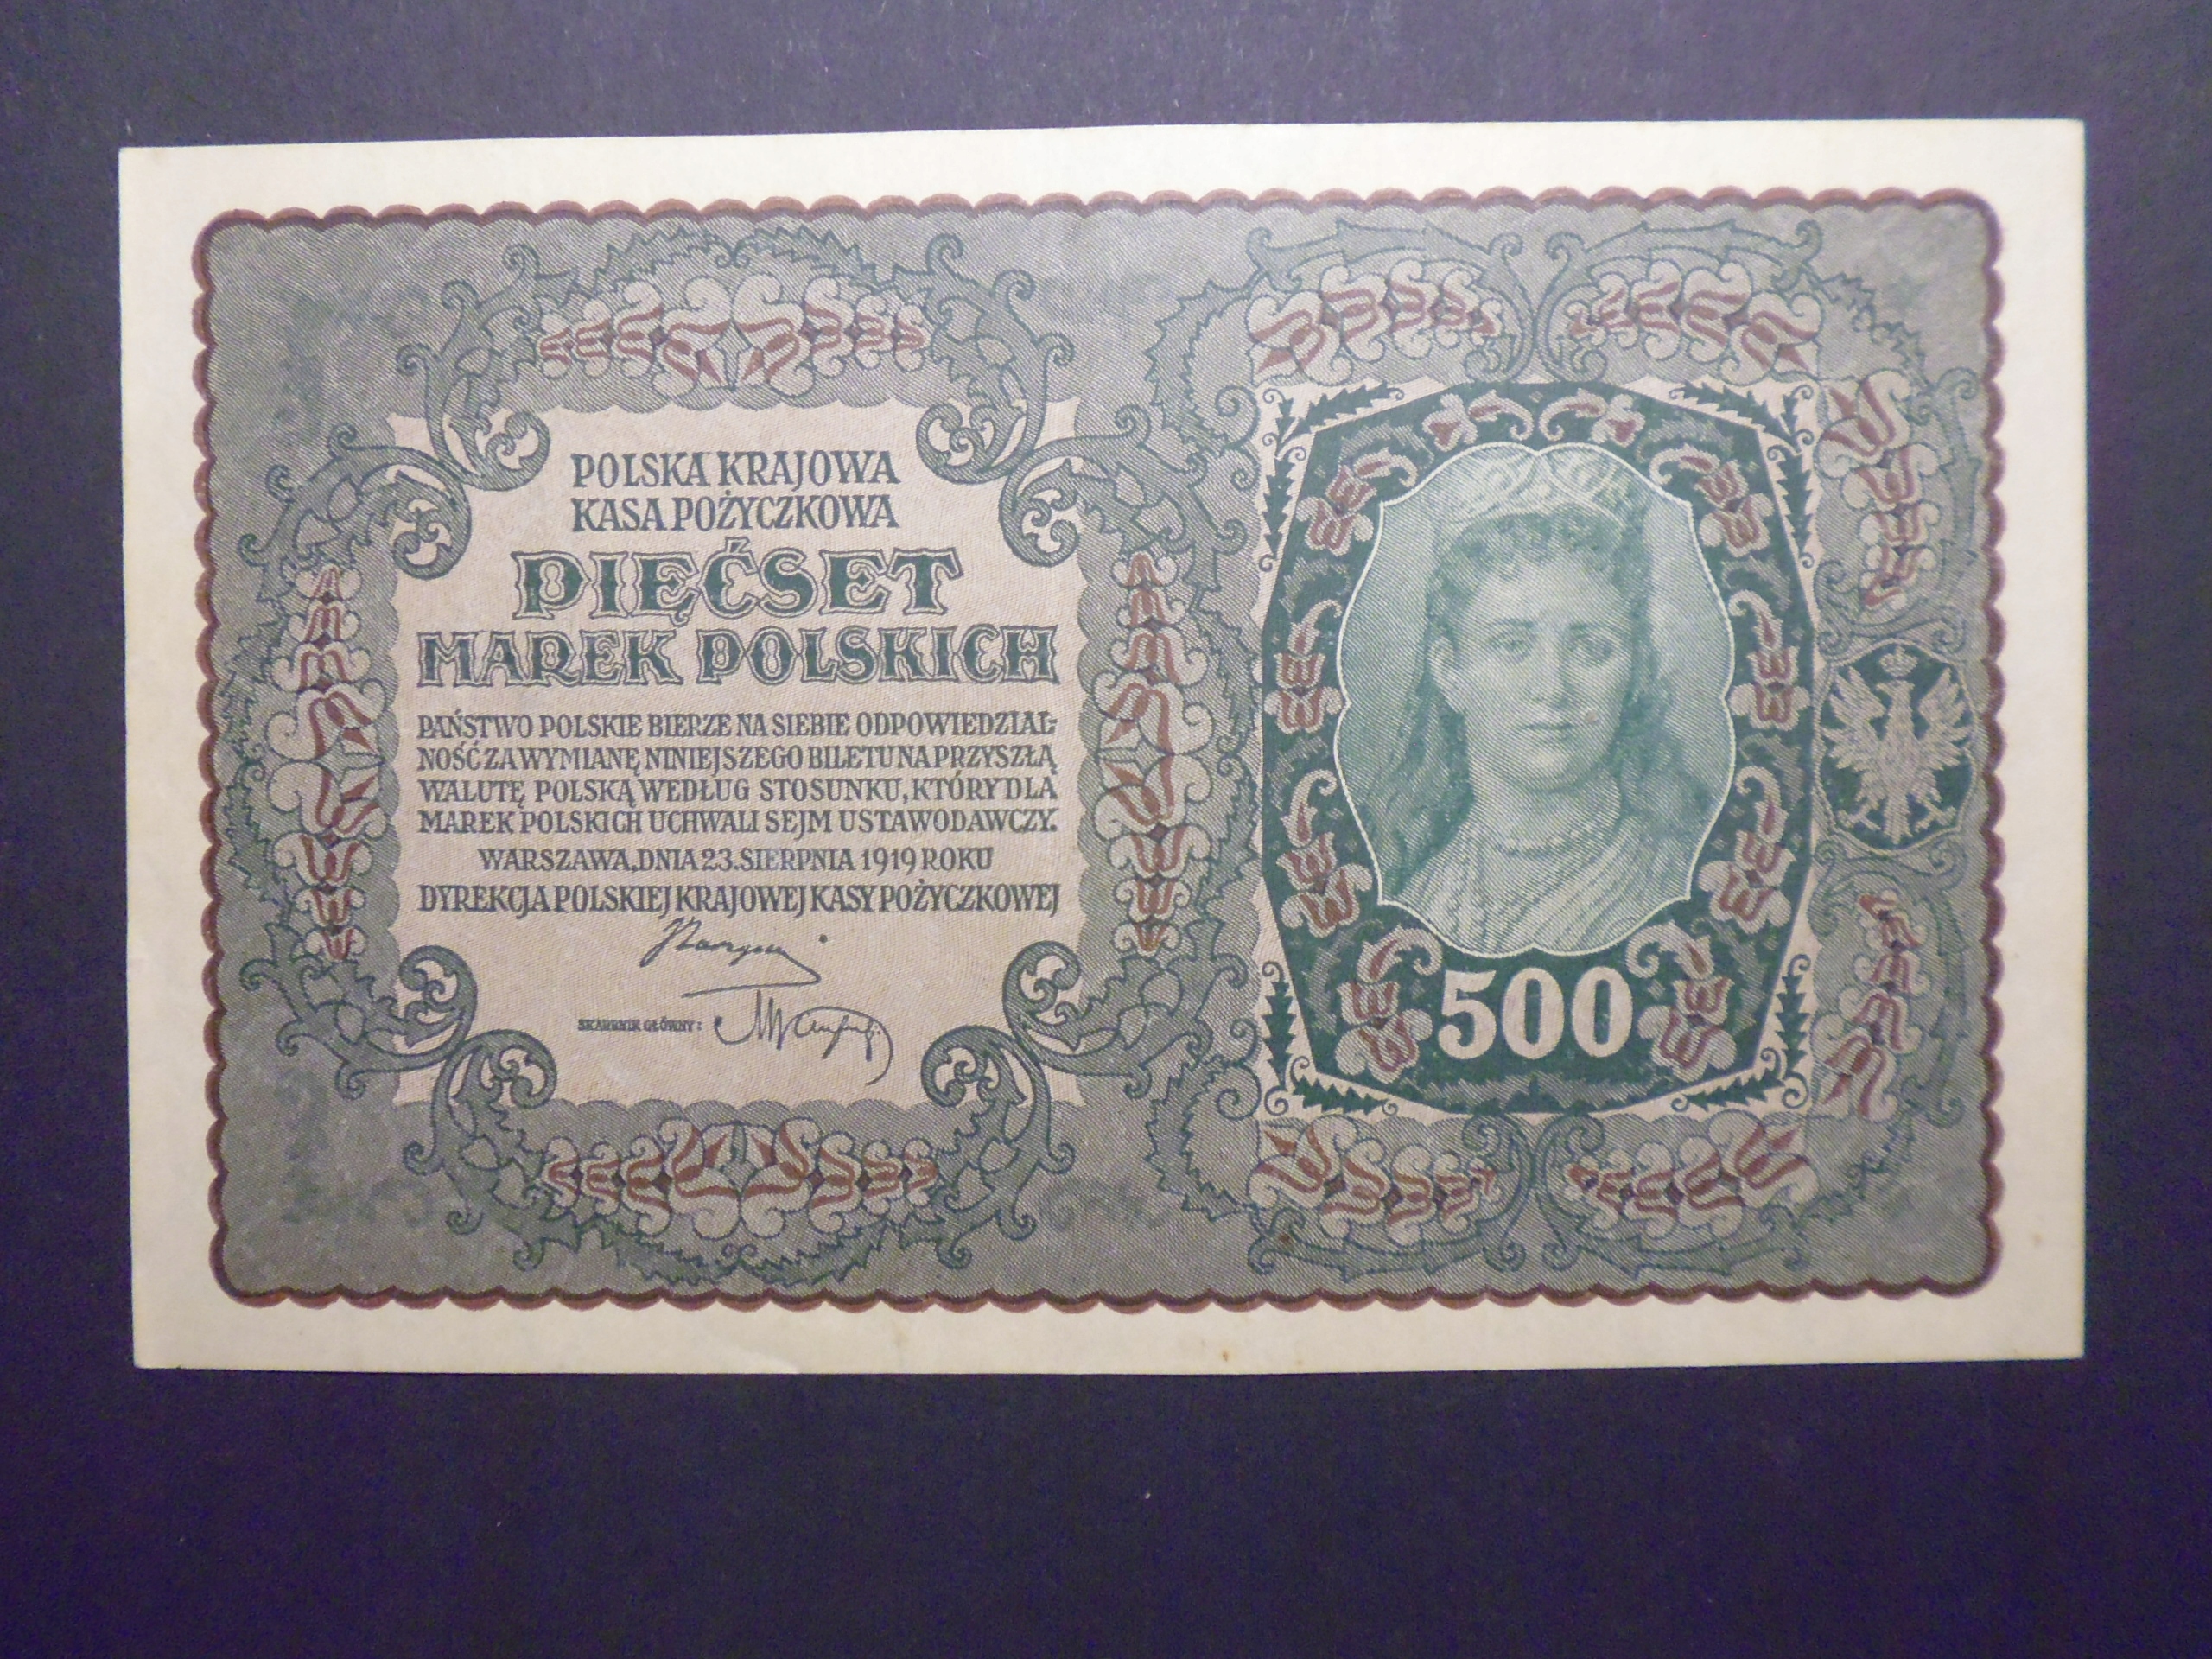 POLSKA KRAJOWA
KASA POŻYCZKOWA
PIĘĆSET
MAREK POLSKICH
PAŃSTWO POLSKIE BIERZE NA SIEBIE ODPOWIEDZIAL-
NOŚĆ ZA WYMIANĘ NINIEJSZEGO BILETU NA PRZYSZŁĄ
WALUTĘ POLSKĄ WEDŁUG STOSUNKU, KTÓRY DLA
MAREK POLSKICH UCHWALI SEJM USTAWODAWCZY.
WARSZAWA, DNIA 23. SIERPNIA 1919 ROKU
DYREKCJA POLSKIEJ KRAJOWEJ KASY POŻYCZKOWEJ
SKARBNIK GŁÓWNY:
500